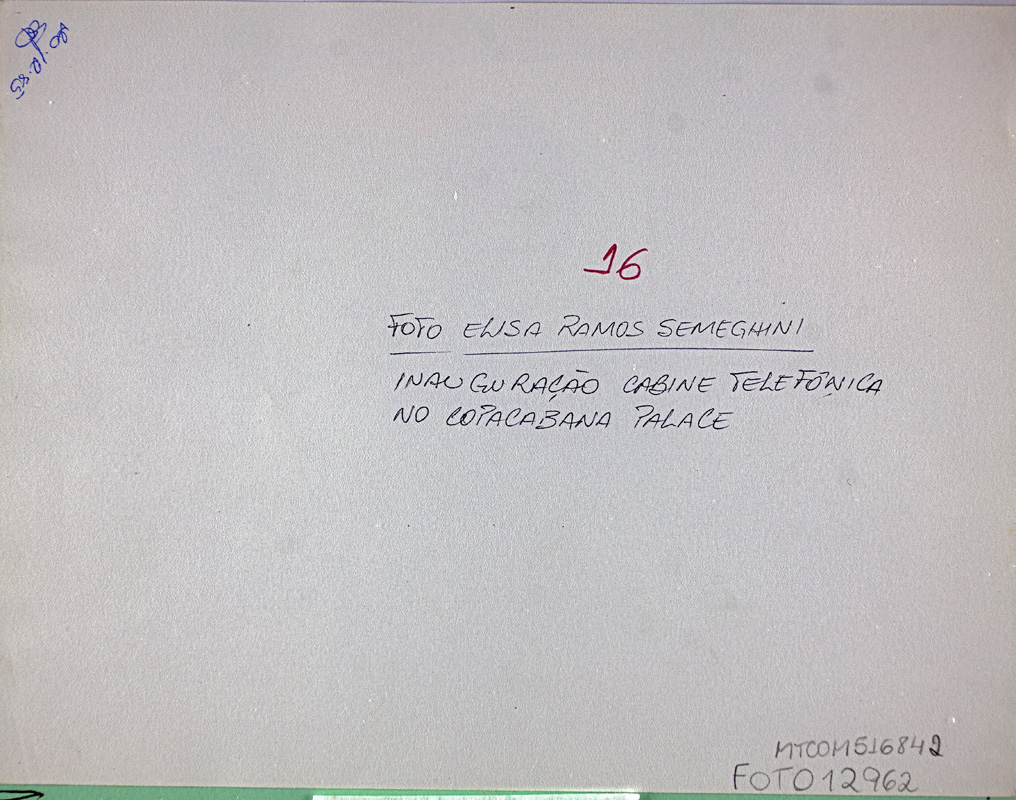 16
FOTO ELISA RAMOS SEMEGHINI
INAUGURAÇÃO CABINE TELEFÔNICA
NO COPACABANA PALACE
MTCOM516842
FOTO12962